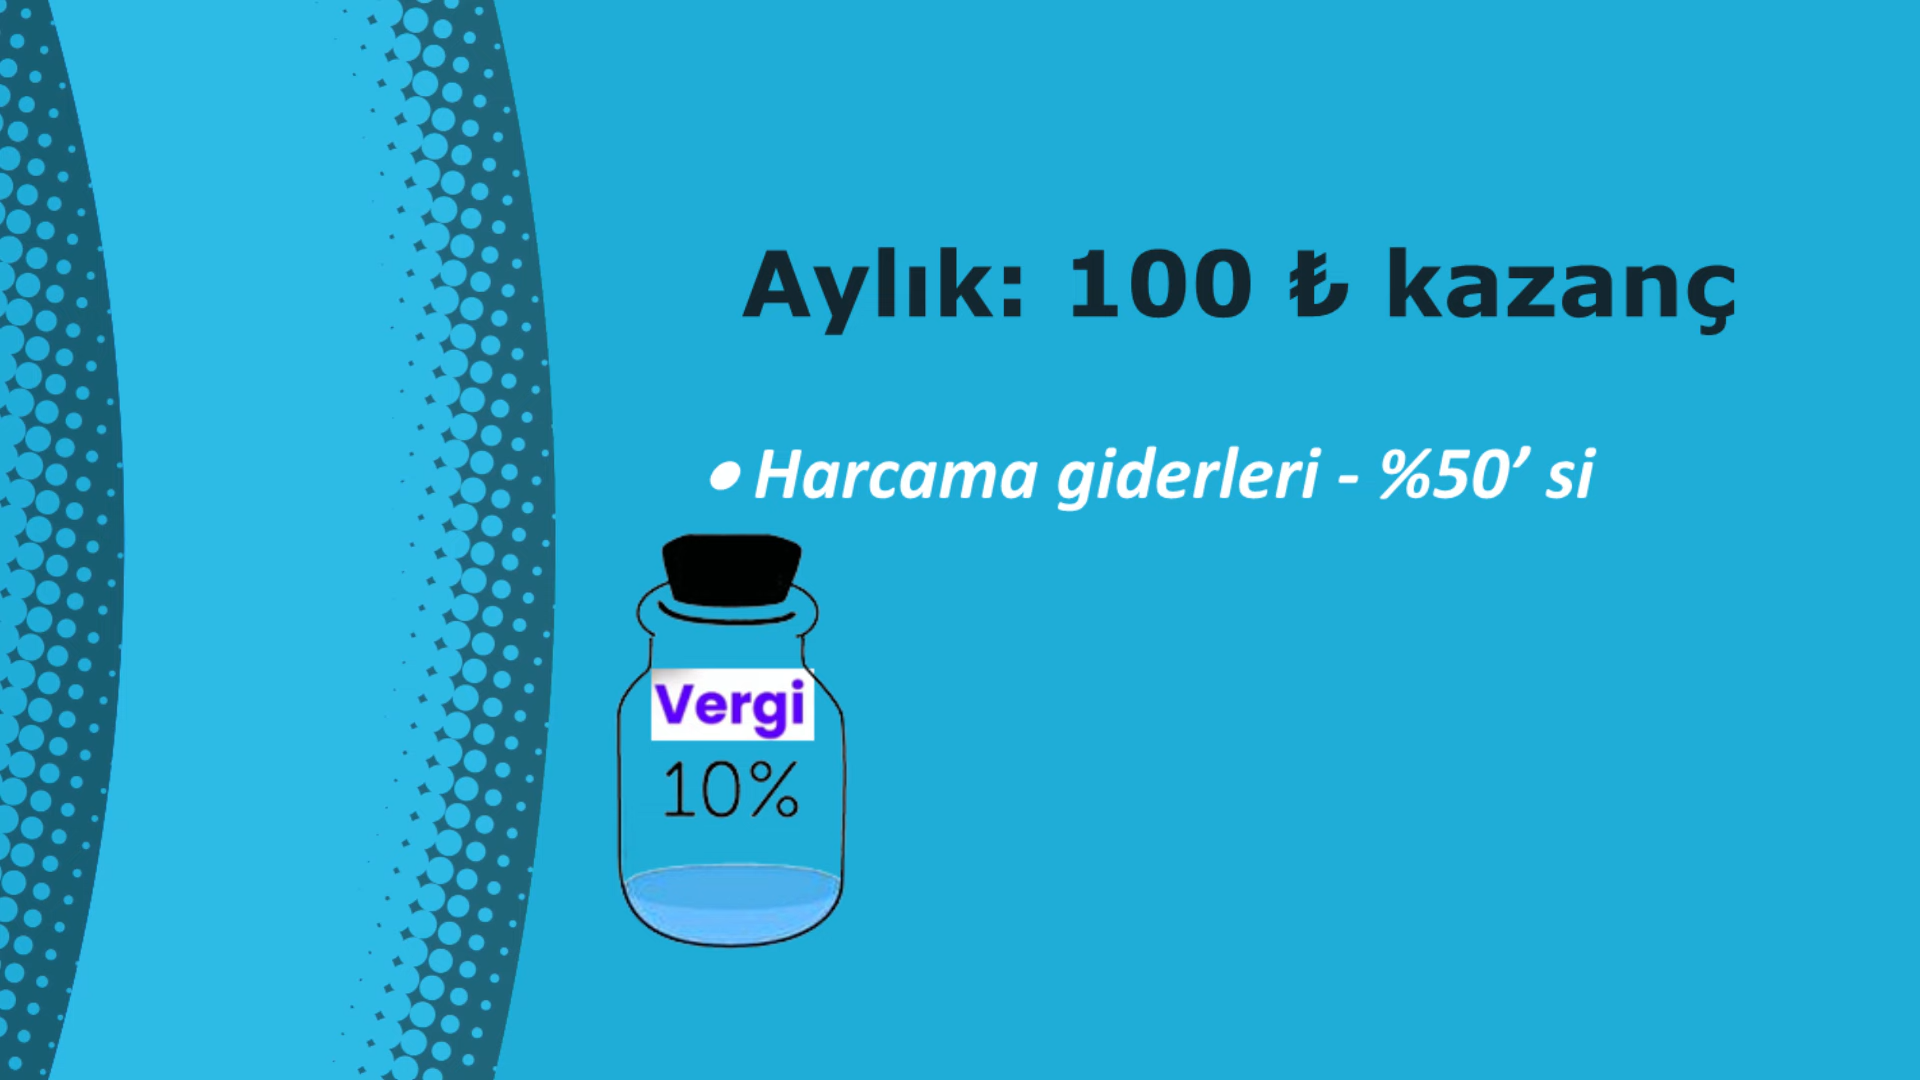 Aylık: 100 ₺ kazanç
• Harcama giderleri - %50’ si
Vergi
10%